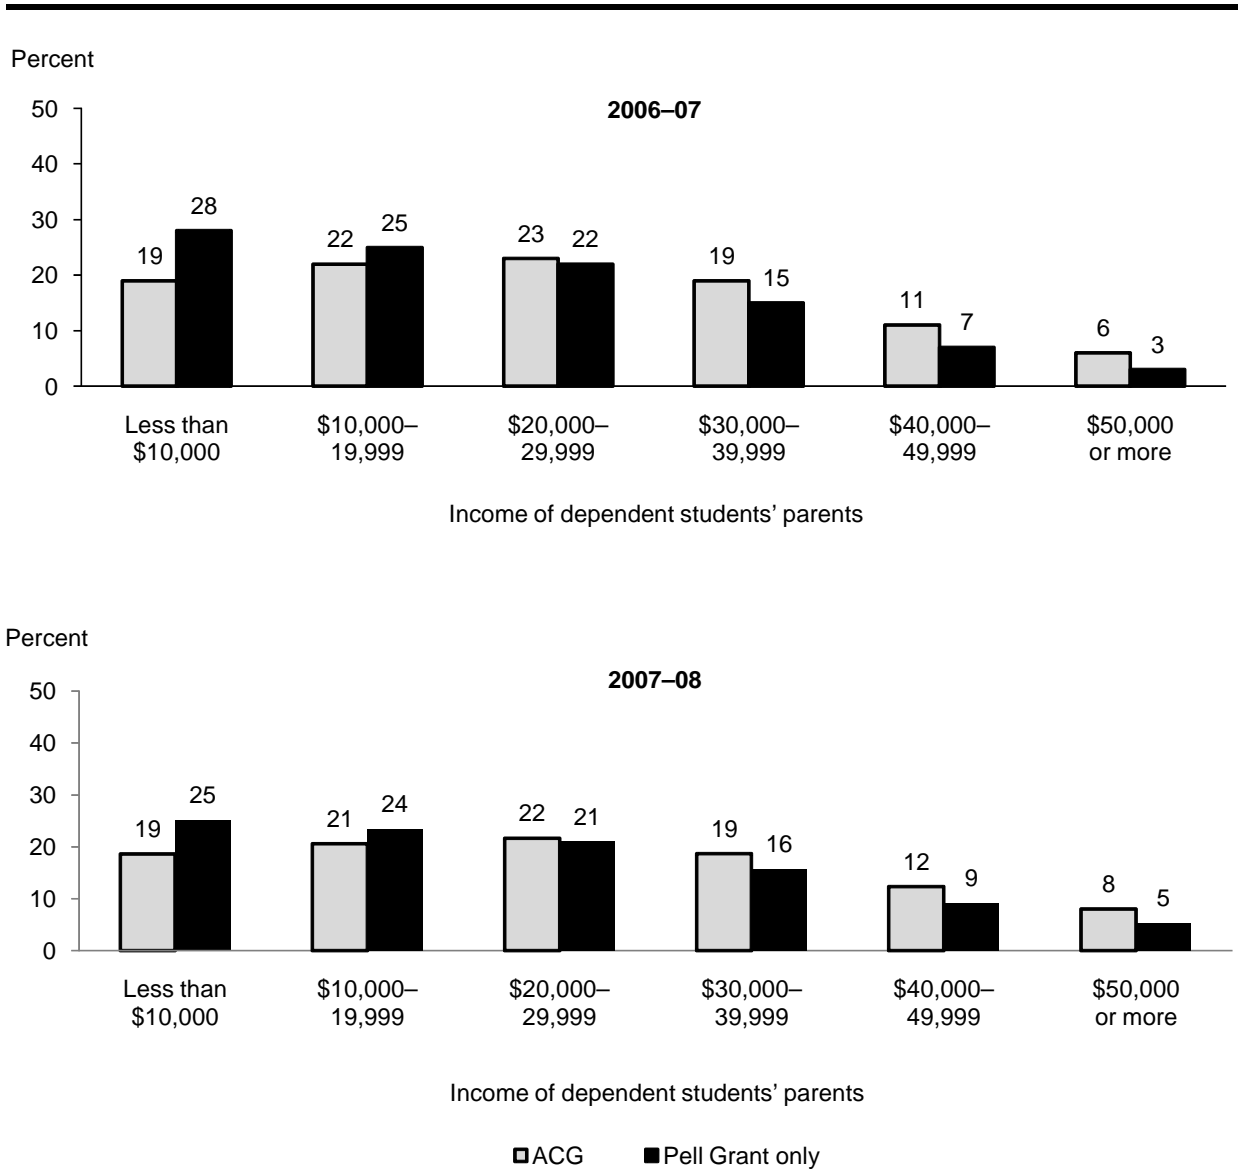 Percent
2006–07
50
40
30
20
10
0
19 28 22 25 23 22 19 15 11 7 6 3
Less than $10,000– $20,000– $30,000– $40,000– $50,000
$10,000 19,999 29,999 39,999 49,999 or more
Income of dependent students’ parents
Percent
2007–08
50
40
30
20
10
0
19 25 21 24 22 21 19 16 12 9 8 5
Less than $10,000– $20,000– $30,000– $40,000– $50,000
$10,000 19,999 29,999 39,999 49,999 or more
Income of dependent students’ parents
ACG Pell Grant only